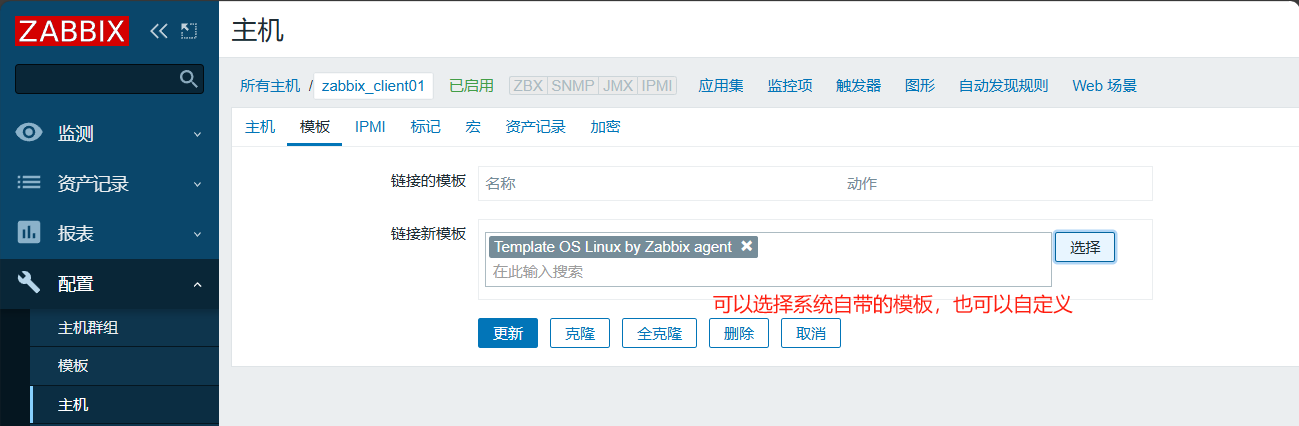 ZABBIX
主机
所有主机 / zabbix_client01 已启用 ZBX SNMP JMX IPMI 应用集 监控项 触发器 图形 自动发现规则 Web 场景
主机 模板 IPMI 标记 宏 资产记录 加密
监测
资产记录
报表
配置
主机群组
模板
主机
链接的模板 名称 动作
链接新模板 Template OS Linux by Zabbix agent 选择
在此输入搜索
可以选择系统自带的模板，也可以自定义
更新 克隆 全克隆 删除 取消